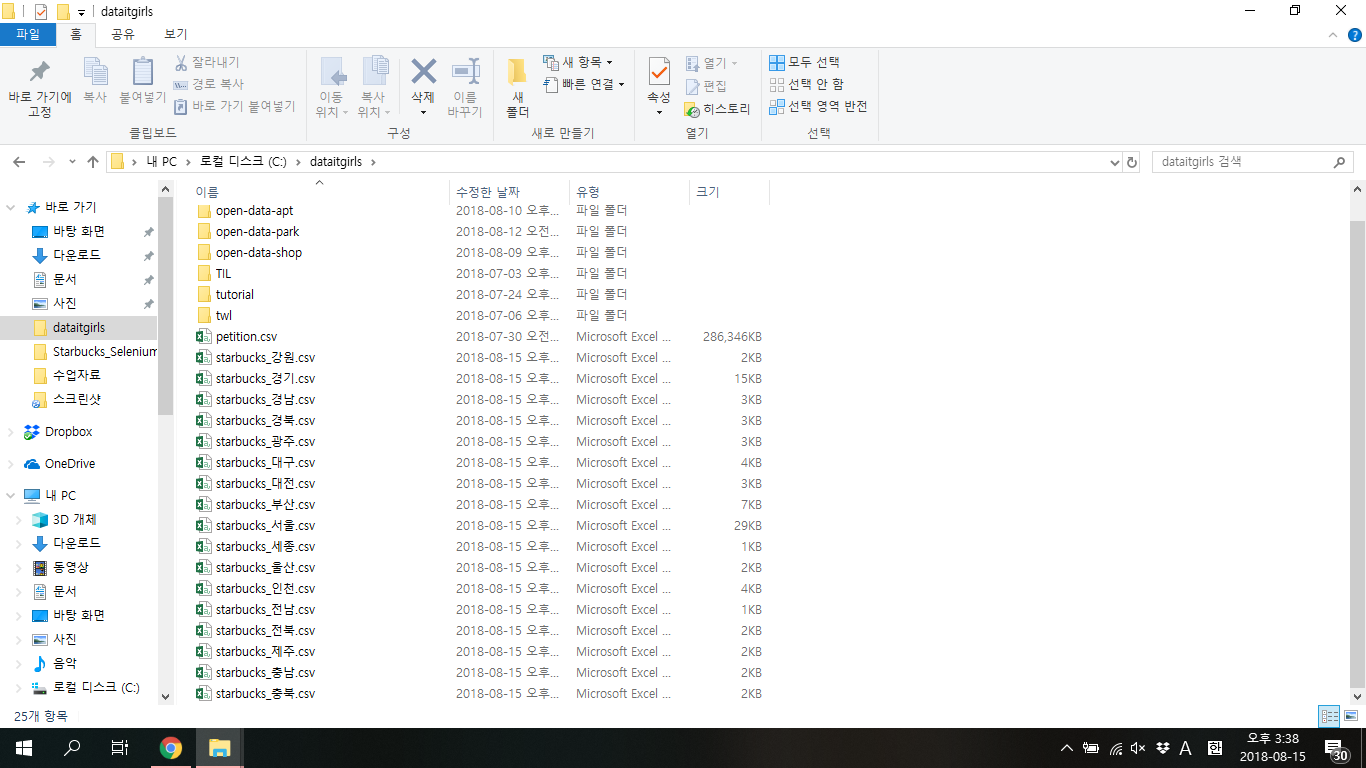 dataitgirls
파일 홈 공유 보기
바로 가기에 고정
복사
붙여넣기
잘라내기
경로 복사
바로 가기 붙여넣기
클립보드
이동 위치
복사 위치
삭제
이름 바꾸기
구성
새 폴더
새 항목
빠른 연결
새로 만들기
속성
열기
편집
히스토리
열기
모두 선택
선택 안 함
선택 영역 반전
선택
내 PC > 로컬 디스크 (C:) > dataitgirls >
dataitgirls 검색
바로 가기
바탕 화면
다운로드
문서
사진
dataitgirls
Starbucks_Selenium
수업자료
스크린샷
Dropbox
OneDrive
내 PC
3D 개체
다운로드
동영상
문서
바탕 화면
사진
음악
로컬 디스크 (C:)
이름 수정한 날짜 유형 크기
open-data-apt 2018-08-10 오후... 파일 폴더
open-data-park 2018-08-12 오전... 파일 폴더
open-data-shop 2018-08-09 오후... 파일 폴더
TIL 2018-07-03 오후... 파일 폴더
tutorial 2018-07-24 오후... 파일 폴더
twl 2018-07-06 오후... 파일 폴더
petition.csv 2018-07-30 오전... Microsoft Excel ... 286,346KB
starbucks_강원.csv 2018-08-15 오후... Microsoft Excel ... 2KB
starbucks_경기.csv 2018-08-15 오후... Microsoft Excel ... 15KB
starbucks_경남.csv 2018-08-15 오후... Microsoft Excel ... 3KB
starbucks_경북.csv 2018-08-15 오후... Microsoft Excel ... 3KB
starbucks_광주.csv 2018-08-15 오후... Microsoft Excel ... 3KB
starbucks_대구.csv 2018-08-15 오후... Microsoft Excel ... 4KB
starbucks_대전.csv 2018-08-15 오후... Microsoft Excel ... 3KB
starbucks_부산.csv 2018-08-15 오후... Microsoft Excel ... 7KB
starbucks_서울.csv 2018-08-15 오후... Microsoft Excel ... 29KB
starbucks_세종.csv 2018-08-15 오후... Microsoft Excel ... 1KB
starbucks_울산.csv 2018-08-15 오후... Microsoft Excel ... 2KB
starbucks_인천.csv 2018-08-15 오후... Microsoft Excel ... 4KB
starbucks_전남.csv 2018-08-15 오후... Microsoft Excel ... 1KB
starbucks_전북.csv 2018-08-15 오후... Microsoft Excel ... 2KB
starbucks_제주.csv 2018-08-15 오후... Microsoft Excel ... 2KB
starbucks_충남.csv 2018-08-15 오후... Microsoft Excel ... 2KB
starbucks_충북.csv 2018-08-15 오후... Microsoft Excel ... 2KB
25개 항목
A 한
오후 3:38
2018-08-15
30